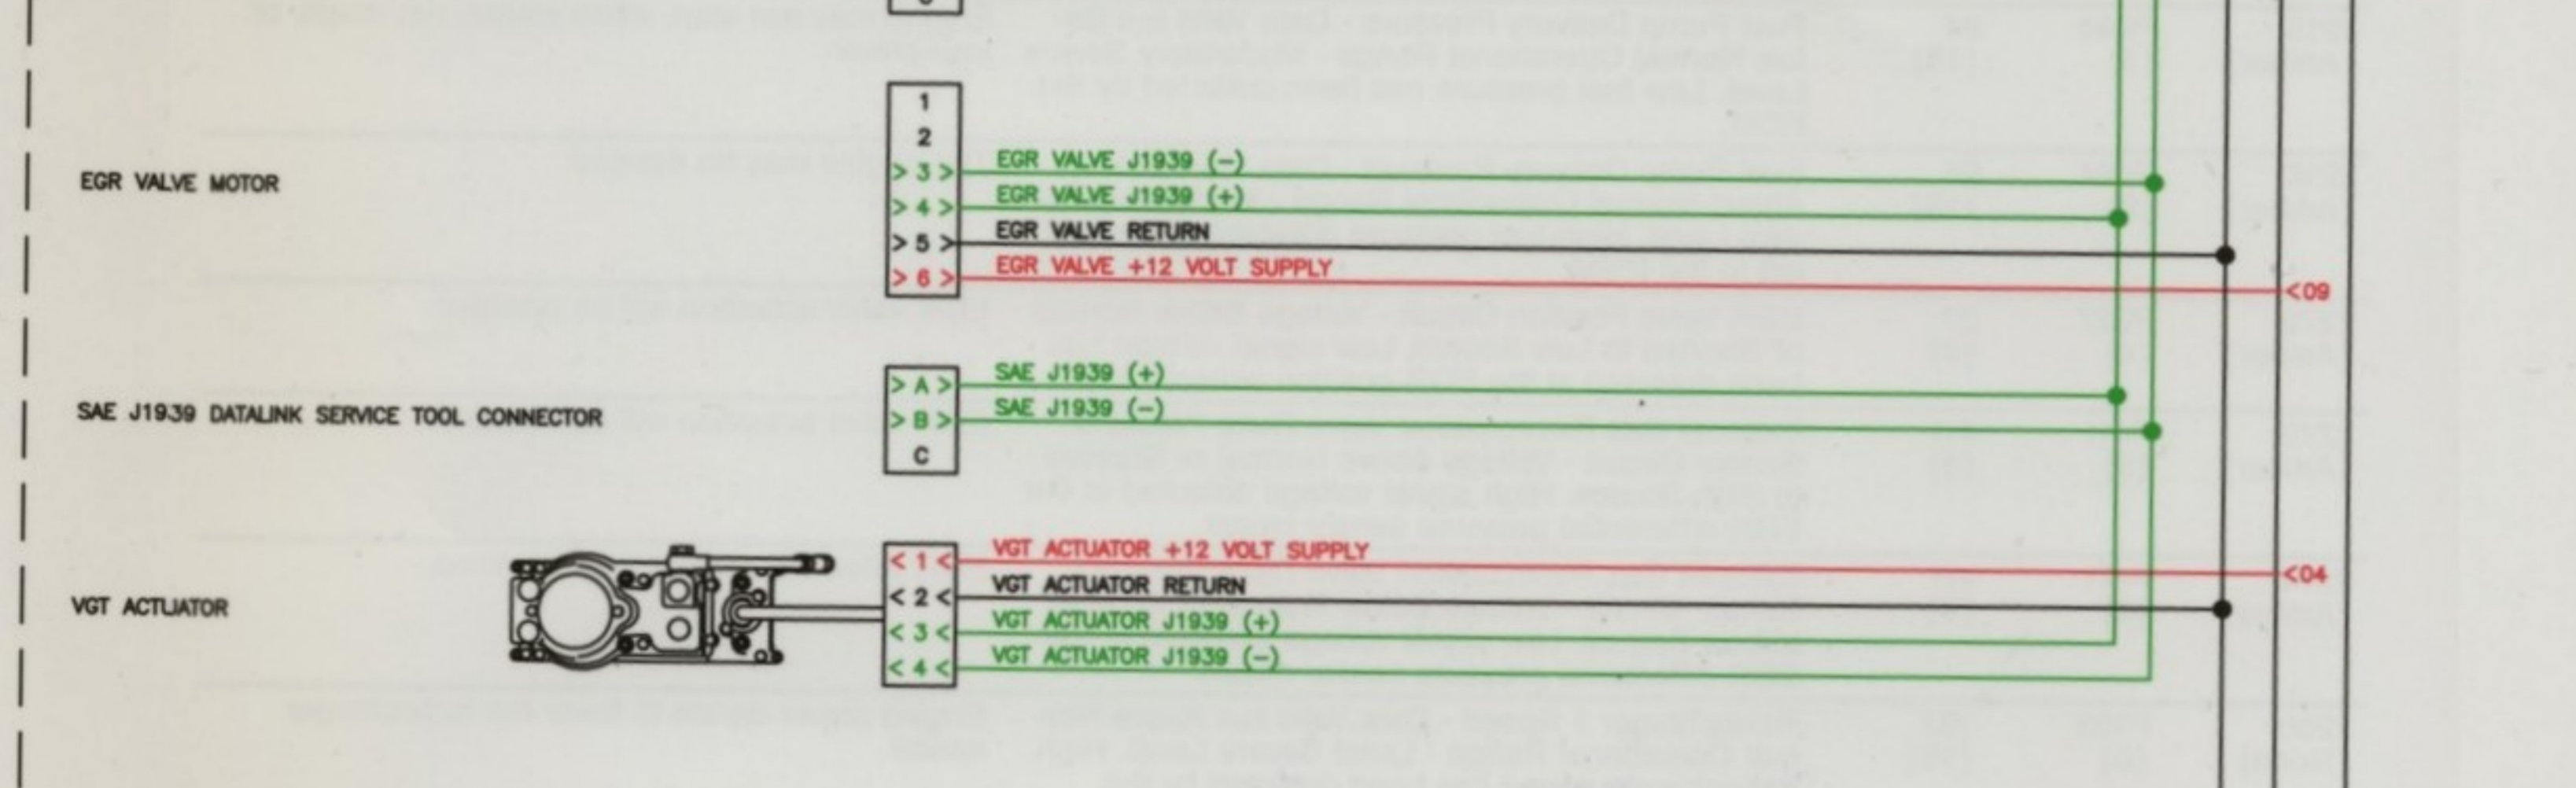 1
2
EGR VALVE MOTOR
> 3 > EGR VALVE J1939 (-)
> 4 > EGR VALVE J1939 (+)
> 5 > EGR VALVE RETURN
> 6 > EGR VALVE +12 VOLT SUPPLY <09
SAE J1939 DATALINK SERVICE TOOL CONNECTOR
> A > SAE J1939 (+)
> B > SAE J1939 (-)
C
VGT ACTUATOR
< 1 < VGT ACTUATOR +12 VOLT SUPPLY <04
< 2 < VGT ACTUATOR RETURN
< 3 < VGT ACTUATOR J1939 (+)
< 4 < VGT ACTUATOR J1939 (-)